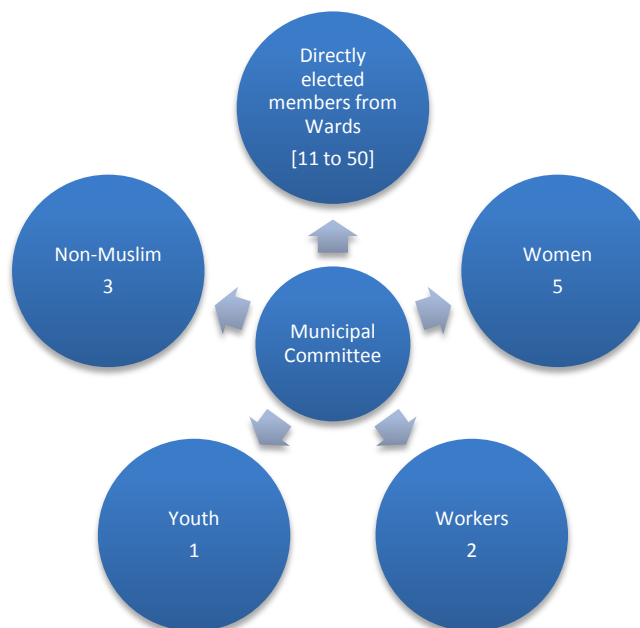 Directly
elected
members from
Wards
[11 to 50]
Non-Muslim
3
Women
5
Municipal
Committee
Youth
1
Workers
2